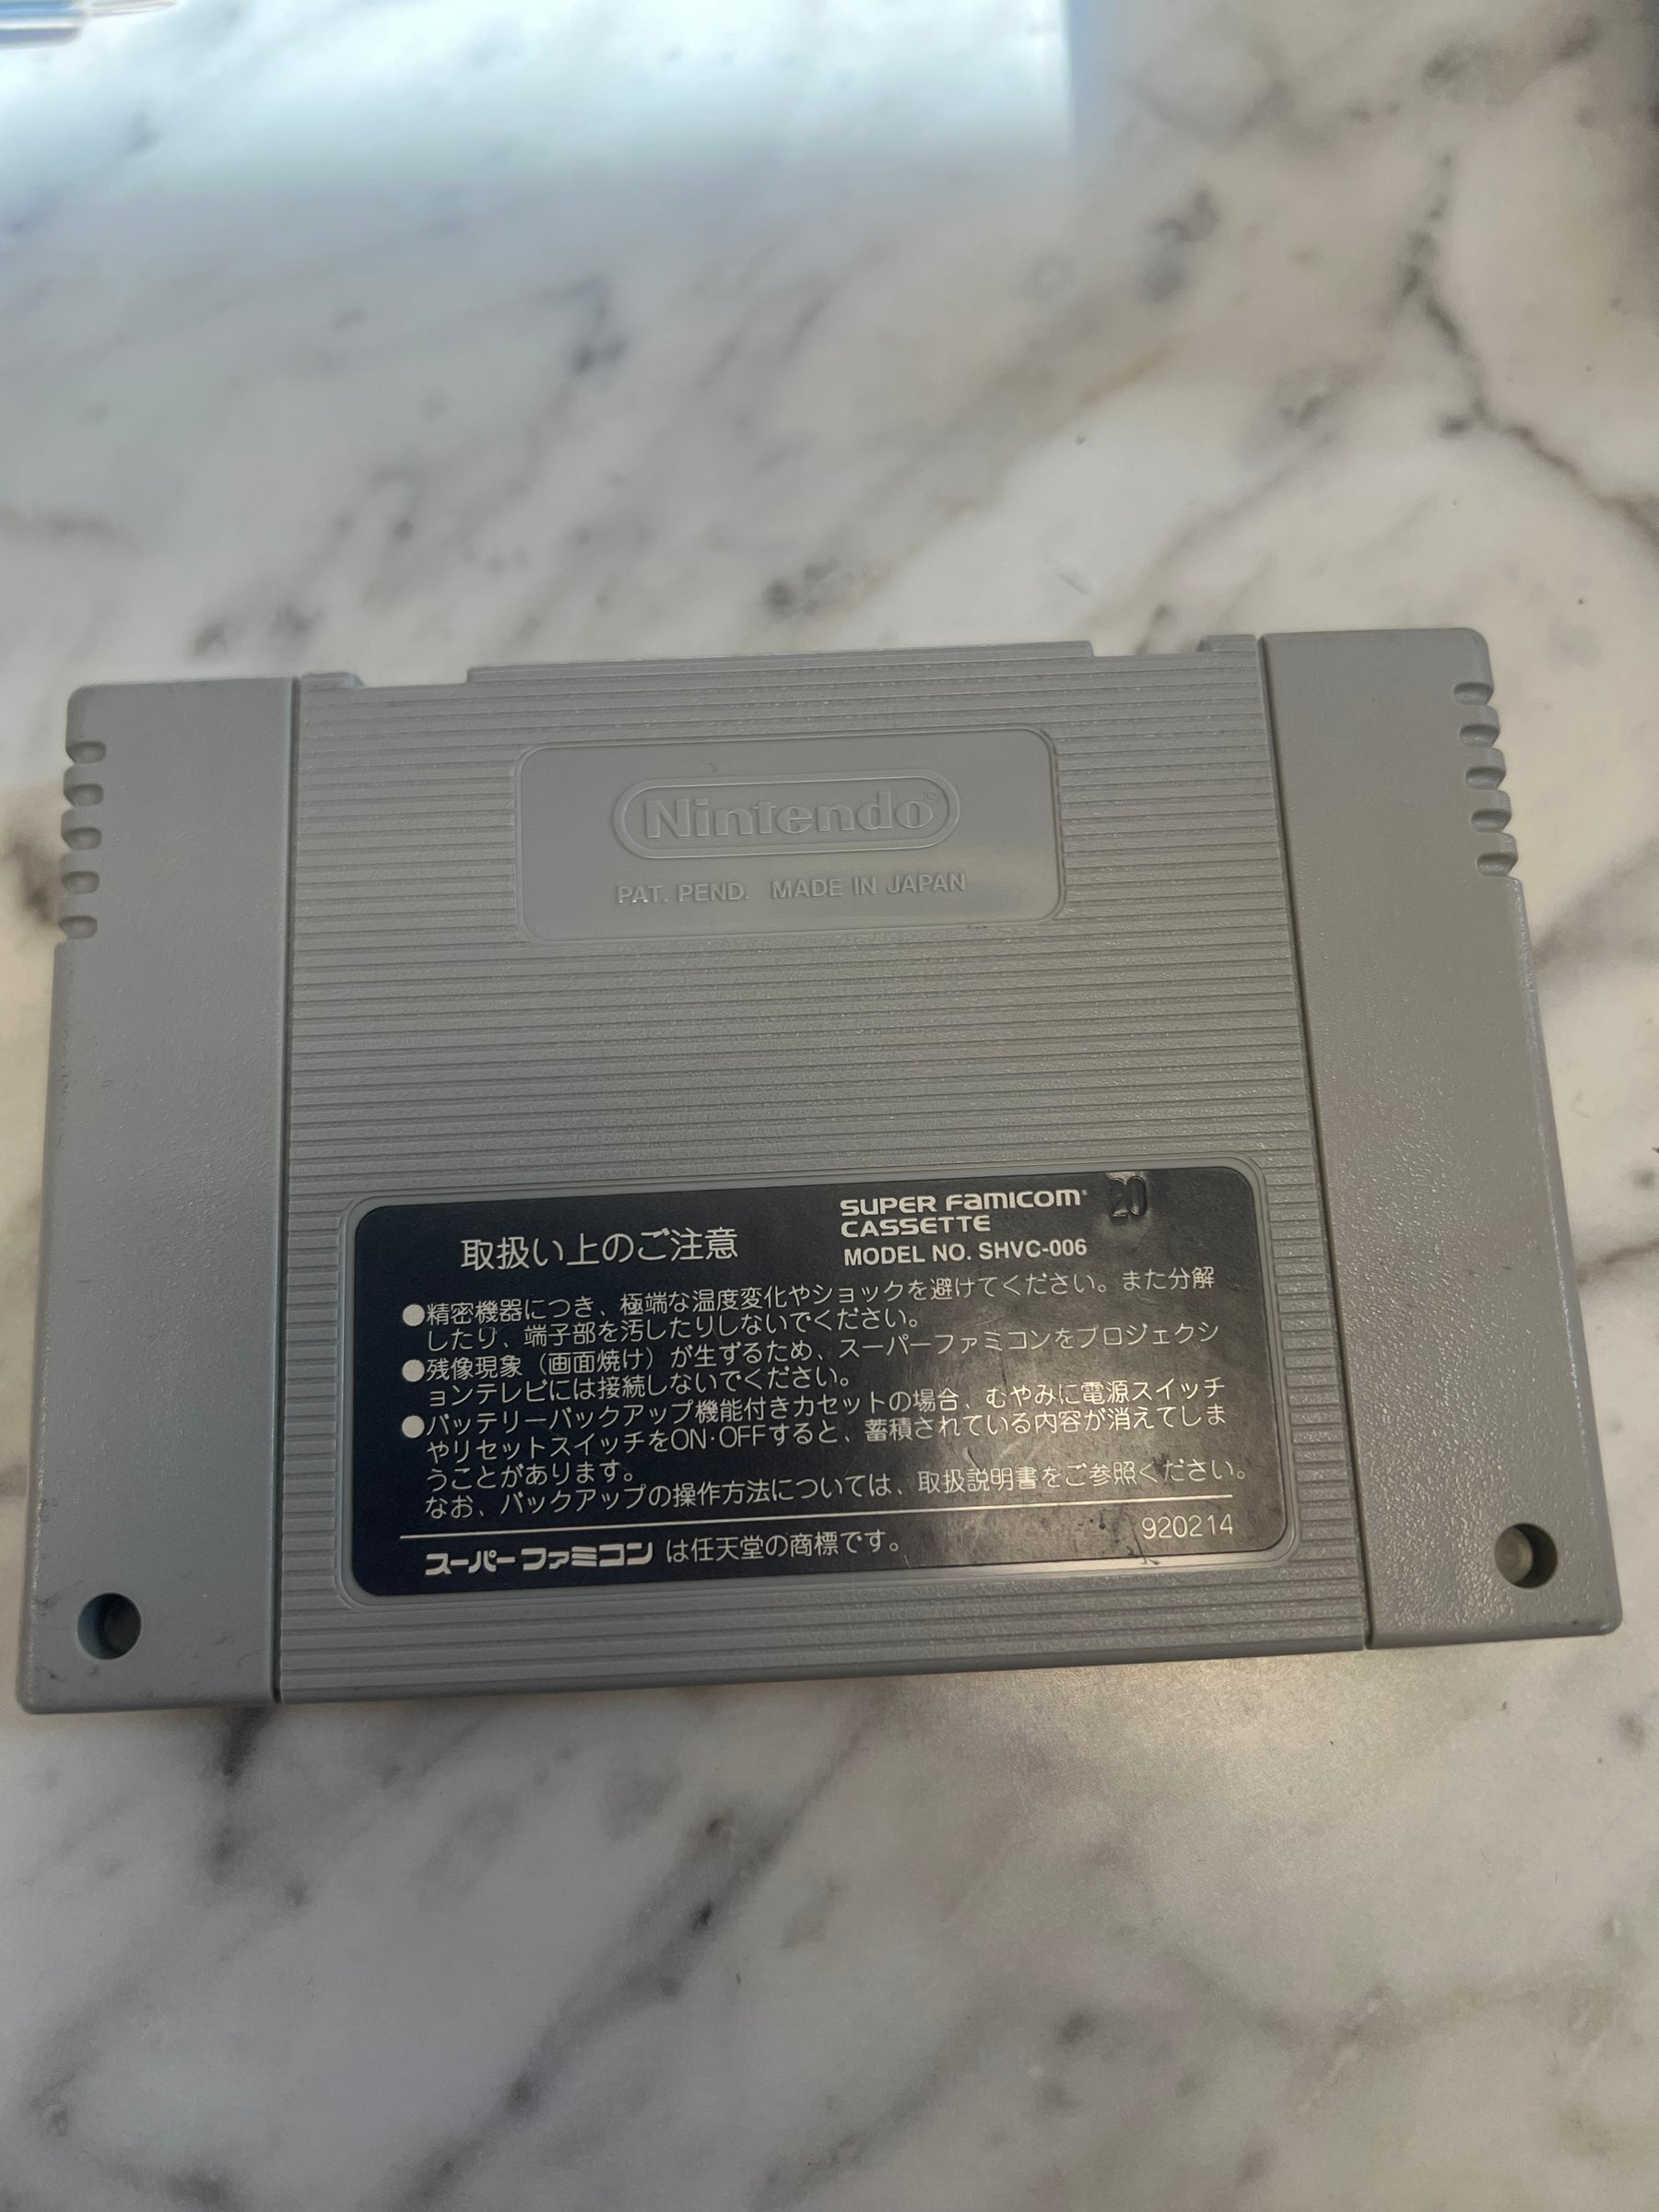 Nintendo®
PAT. PEND. MADE IN JAPAN
取扱い上のご注意
SUPER FAMICOM®
CASSETTE
MODEL NO. SHVC-006
20
●精密機器につき、極端な温度変化やショックを避けてください。また分解
したり、端子部を汚したりしないでください。
●残像現象（画面焼け）が生ずるため、スーパーファミコンをプロジェクシ
ョンテレビには接続しないでください。
●バッテリーバックアップ機能付きカセットの場合、むやみに電源スイッチ
やリセットスイッチをON･OFFすると、蓄積されている内容が消えてしま
うことがあります。
なお、バックアップの操作方法については、取扱説明書をご参照ください。
920214
スーパーファミコン は任天堂の商標です。